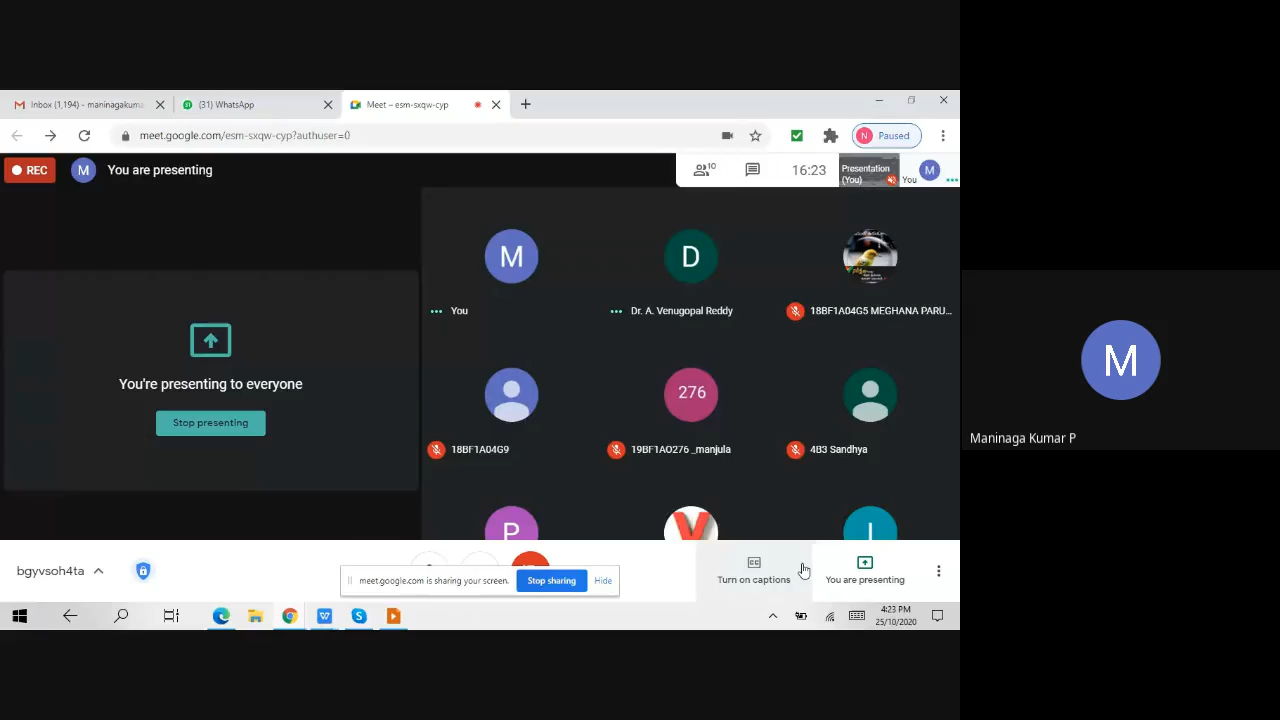 Inbox (1,194) - maninagakuma
(31) WhatsApp
Meet – esm-sxqw-cyp
meet.google.com/esm-sxqw-cyp?authuser=0
N
Paused
REC
M
You are presenting
10
16:23
Presentation
(You)
You
M
M
D
You
Dr. A. Venugopal Reddy
18BF1A04G5 MEGHANA PARU...
You're presenting to everyone
Stop presenting
276
18BF1A04G9
19BF1AO276 _manjula
4B3 Sandhya
M
Maninaga Kumar P
P
V
bgyvsoh4ta
meet.google.com is sharing your screen.
Stop sharing
Hide
CC
Turn on captions
You are presenting
4:23 PM
25/10/2020